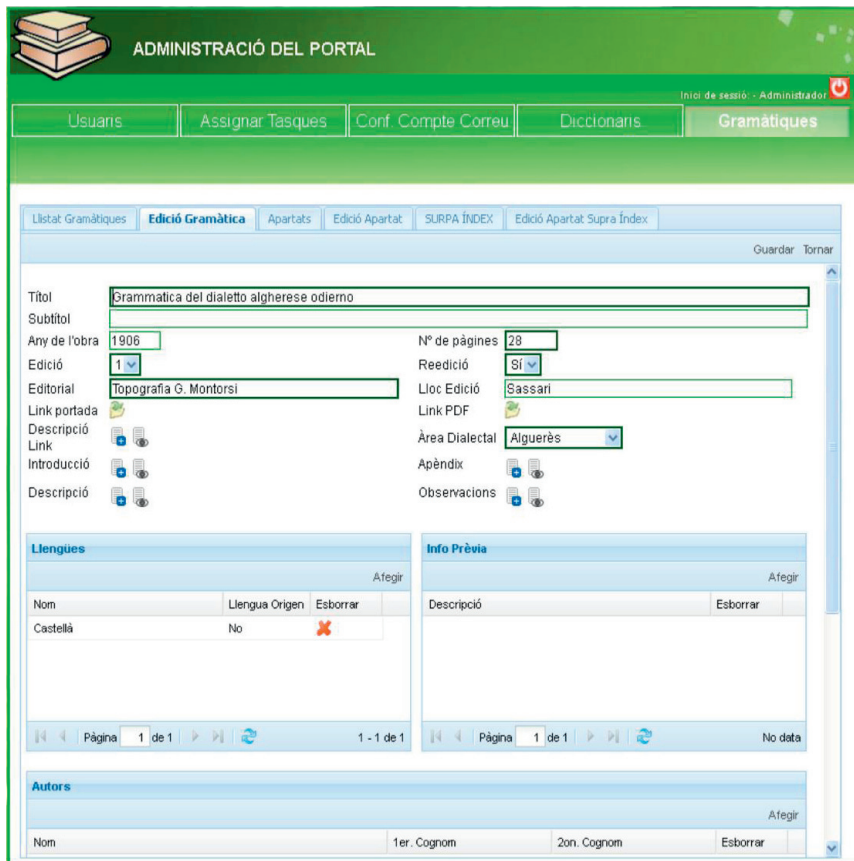 ADMINISTRACIÓ DEL PORTAL
Inici de sessió: - Administrador
Usuaris Assignar Tasques Conf. Compte Correu Diccionaris Gramàtiques
Llistat Gramàtiques Edició Gramàtica Apartats Edició Apartat SURPA ÍNDEX Edició Apartat Supra Índex
Guardar Tornar
Títol Grammatica del dialetto algherese odierno
Subtítol
Any de l'obra 1906 Nº de pàgines 28
Edició 1 Reedició Sí
Editorial Topografia G. Montorsi Lloc Edició Sassari
Link portada Link PDF
Descripció
Link Àrea Dialectal Alguerès
Introducció Apèndix
Descripció Observacions
Llengües Info Prèvia
Afegir Afegir
Nom Llengua Origen Esborrar Descripció Esborrar
Castellà No
Pàgina 1 de 1 1 - 1 de 1 Pàgina 1 de 1 No data
Autors
Afegir
Nom 1er. Cognom 2on. Cognom Esborrar